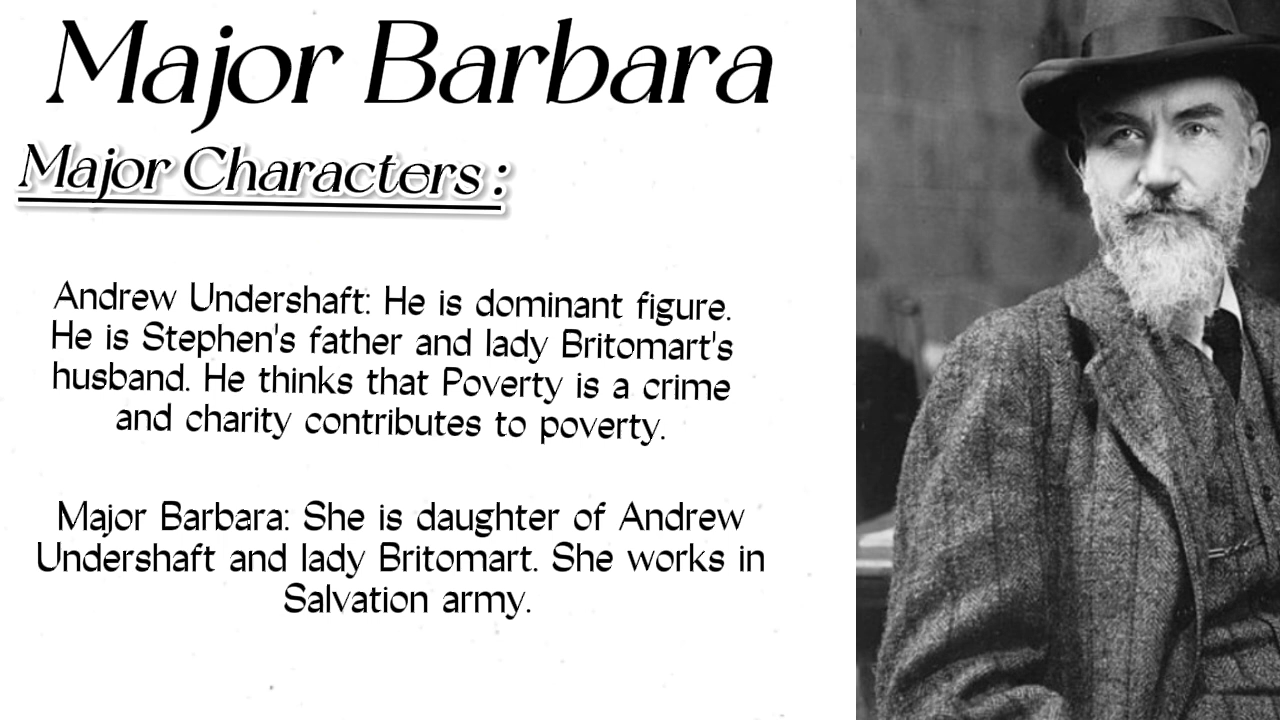 Major Barbara
Major Characters :
Andrew Undershaft: He is dominant figure.
He is Stephen's father and lady Britomart's
husband. He thinks that Poverty is a crime
and charity contributes to poverty.
Major Barbara: She is daughter of Andrew
Undershaft and lady Britomart. She works in
Salvation army.